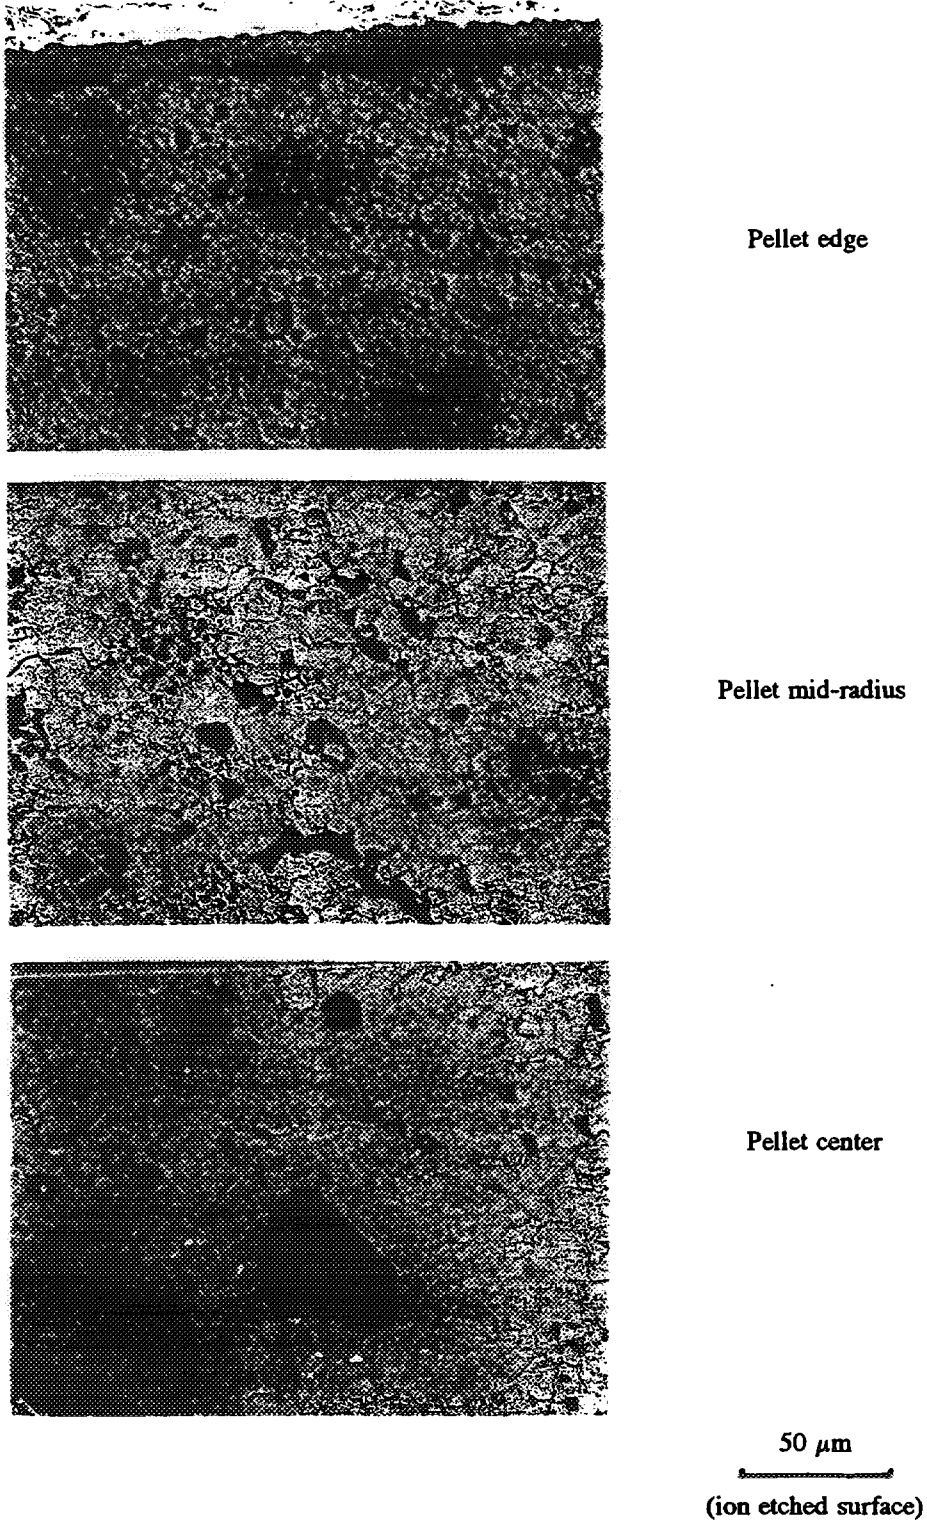 Pellet edge
Pellet mid-radius
Pellet center
50 μm
(ion etched surface)